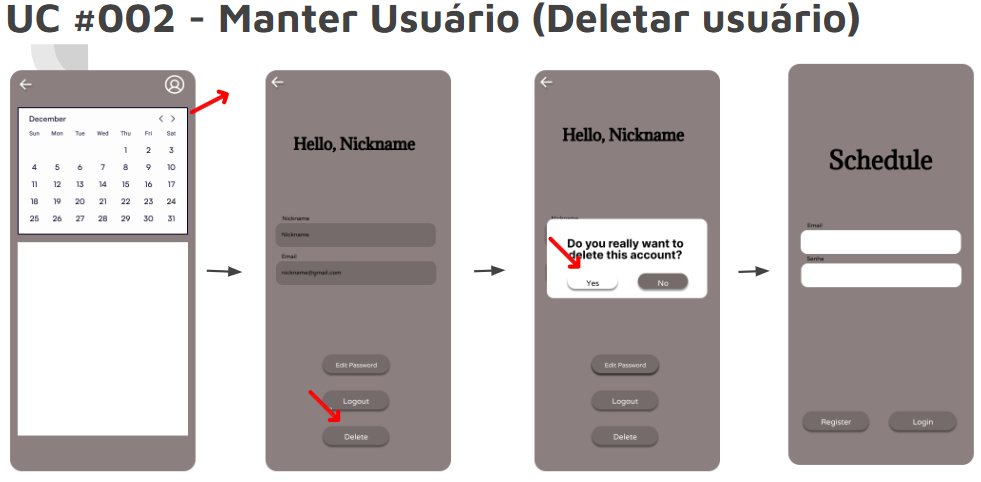 UC #002 - Manter Usuário (Deletar usuário)
December
Sun Mon Tue Wed Thu Fri Sat
1 2 3
4 5 6 7 8 9 10
11 12 13 14 15 16 17
18 19 20 21 22 23 24
25 26 27 28 29 30 31
Hello, Nickname
Nickname
Nickname
Email
nickname@gmail.com
Edit Password
Logout
Delete
Hello, Nickname
Nickname
Do you really want to
delete this account?
Yes No
Edit Password
Logout
Delete
Schedule
Email
Senha
Register Login